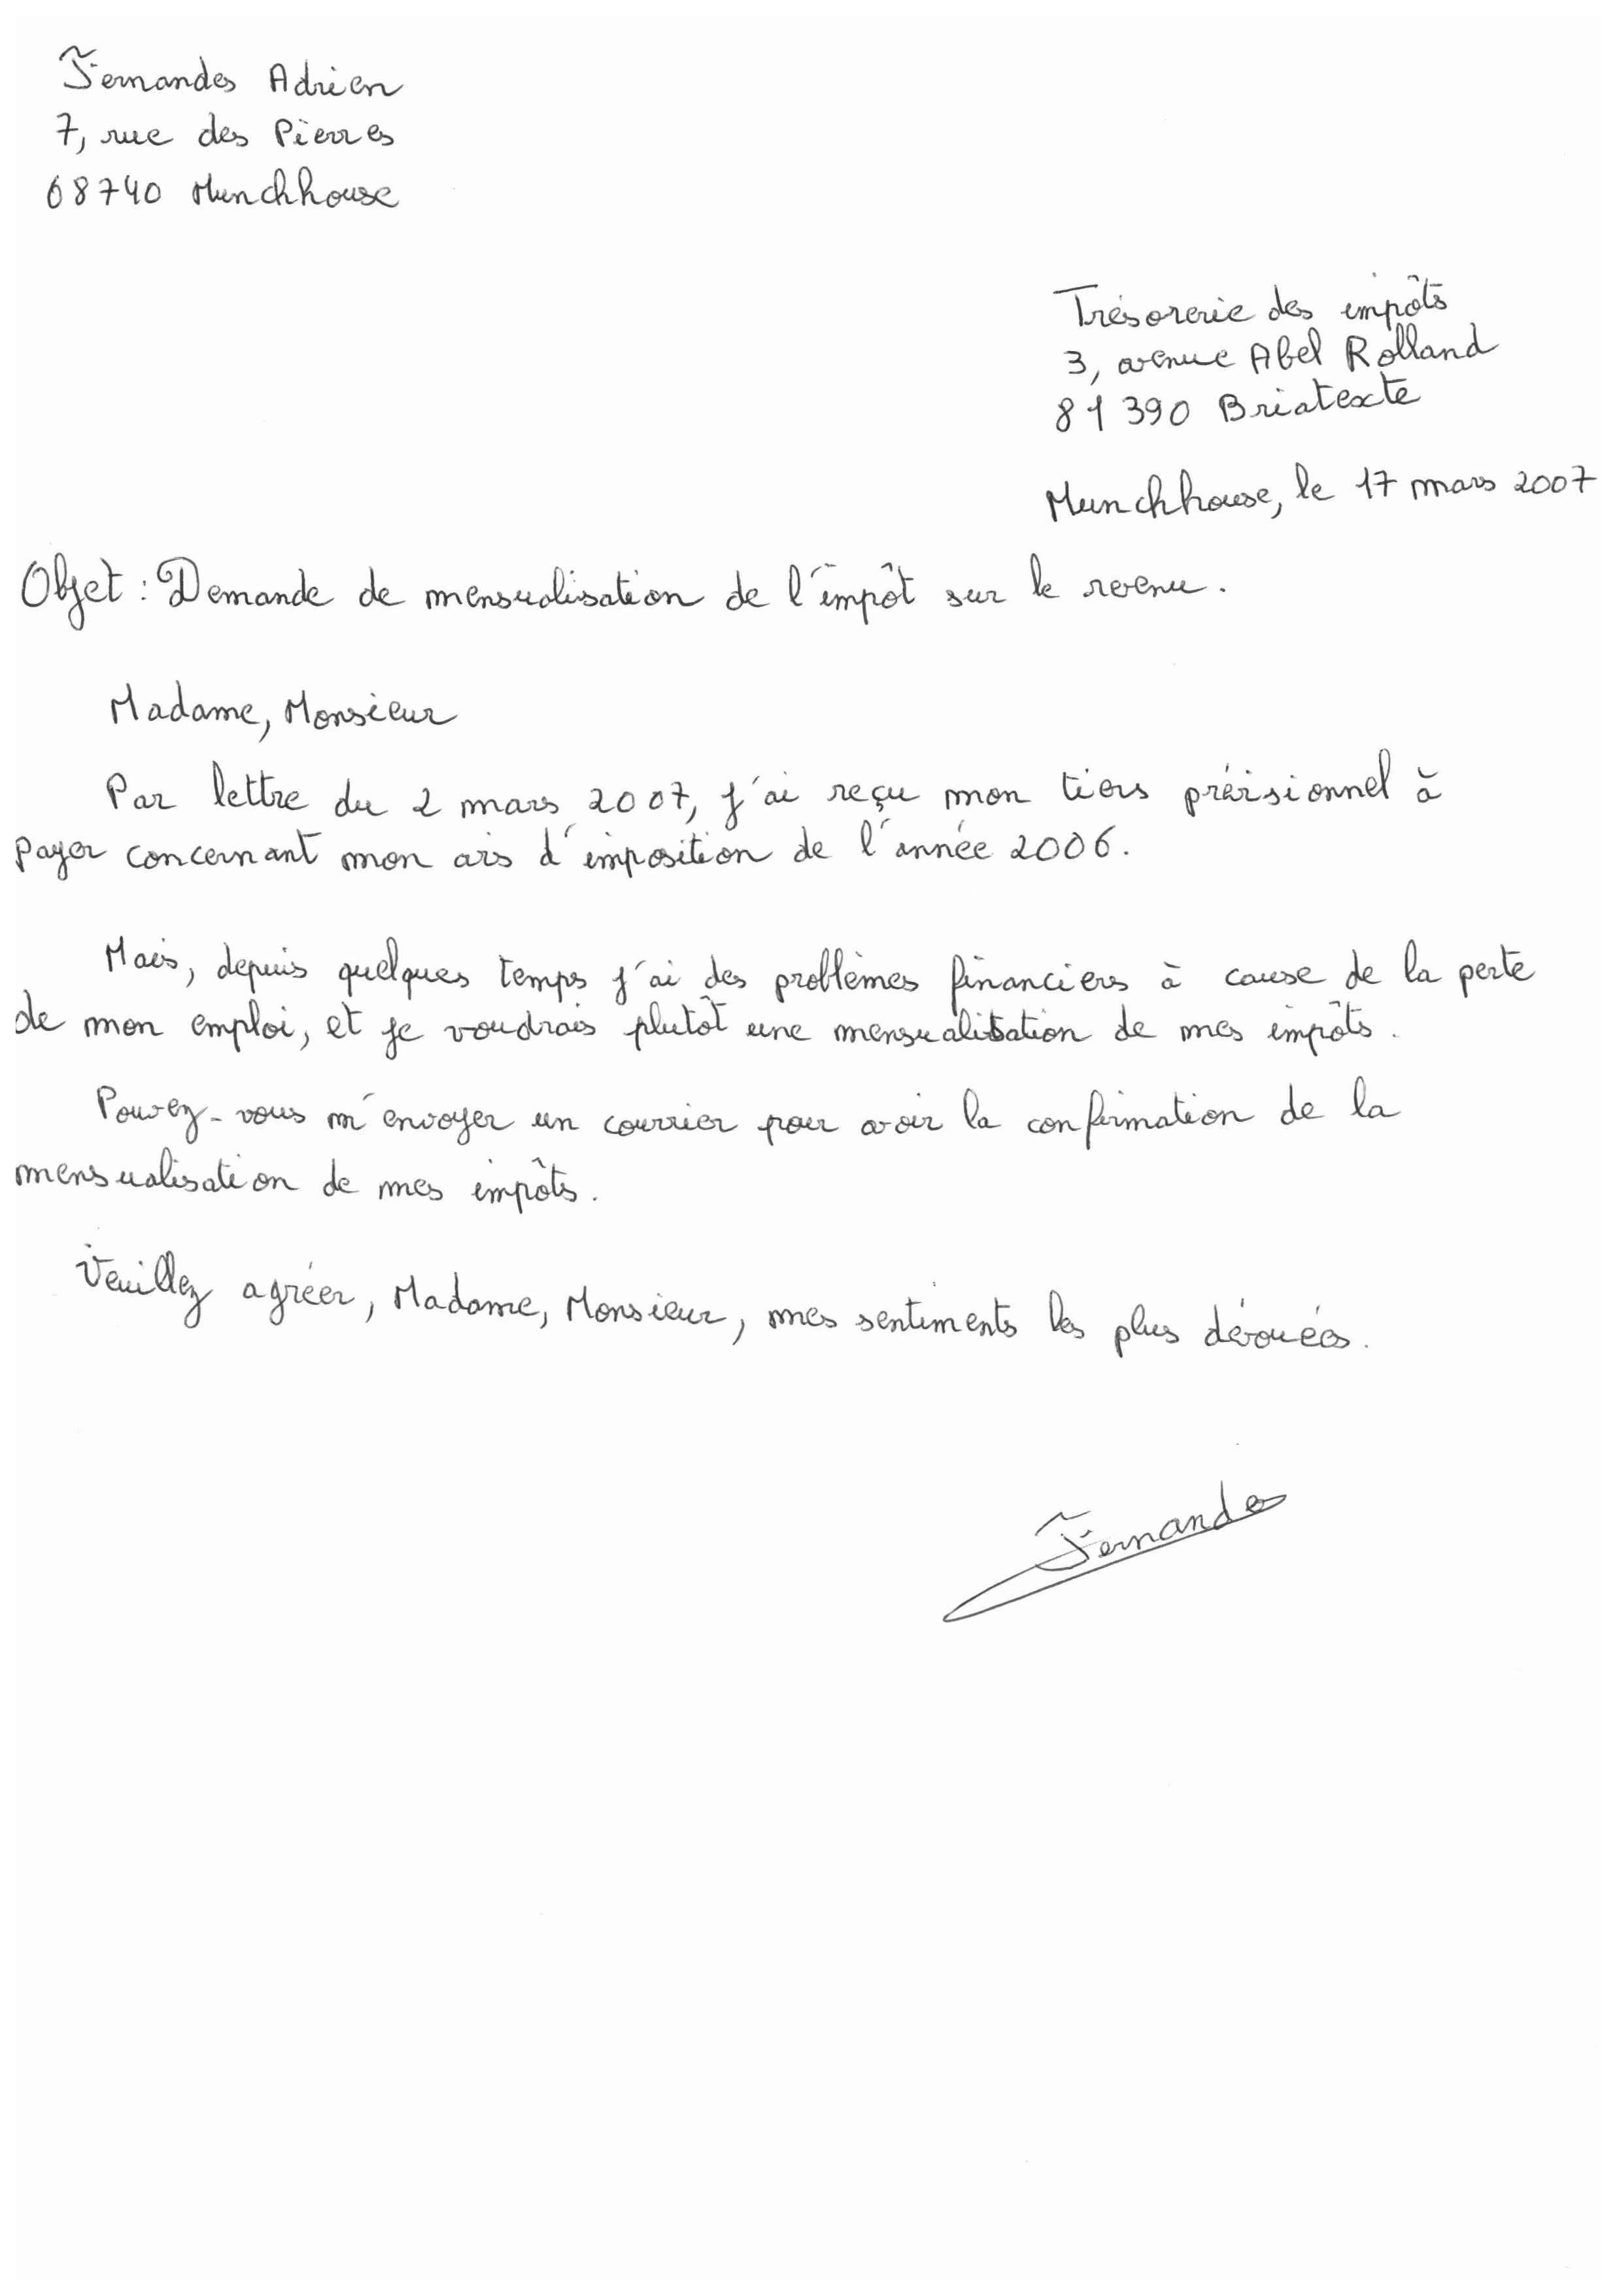 Fernandes Adrien
7, rue des Pierres
68740 Munchhouse
Trésorerie des impôts
3, avenue Abel Rolland
81390 Briatexte
Munchhouse, le 17 mars 2007
Objet : Demande de mensualisation de l'impôt sur le revenu.
Madame, Monsieur
Par lettre du 2 mars 2007, j'ai reçu mon tiers prévisionnel à
payer concernant mon avis d'imposition de l'année 2006.
Mais, depuis quelques temps j'ai des problèmes financiers à cause de la perte
de mon emploi, et je voudrais plutôt une mensualisation de mes impôts.
Pouvez-vous m'envoyer un courrier pour avoir la confirmation de la
mensualisation de mes impôts.
Veuillez agréer, Madame, Monsieur, mes sentiments les plus dévoués.
Fernandes